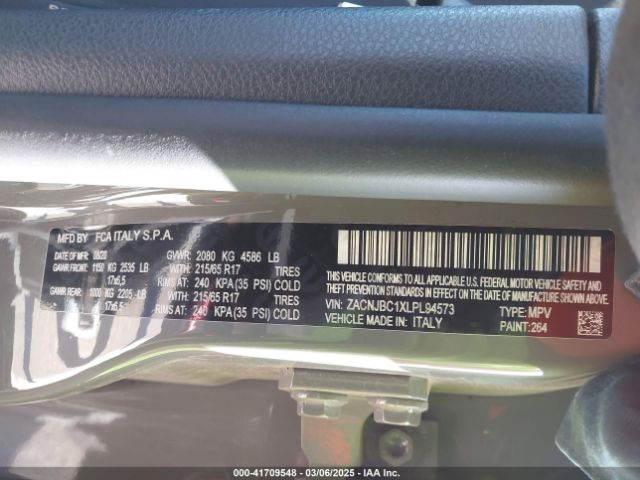 MFD BY FCA ITALY S.P.A.
DATE OF MFR 08/20 GVWR: 2080 KG 4586 LB
GAWR FRONT: 1150 KG 2535 LB WITH 215/65 R17 TIRES
17x6,5 RIMS AT: 240 KPA (35 PSI) COLD
GAWR REAR: 1000 KG 2205 LB WITH 215/65 R17 TIRES
17x6,5 RIMS AT: 240 KPA (35 PSI) COLD
THIS VEHICLE CONFORMS TO ALL APPLICABLE U.S.A. FEDERAL MOTOR VEHICLE SAFETY, BUMPER AND
THEFT PREVENTION STANDARDS IN EFFECT ON THE DATE OF MANUFACTURE SHOWN ABOVE.
VIN: ZACNJBC1XLPL94573 TYPE: MPV
VEHICLE MADE IN: ITALY PAINT: 264
000-41709548 | 03/06/2025 | IAA Inc.